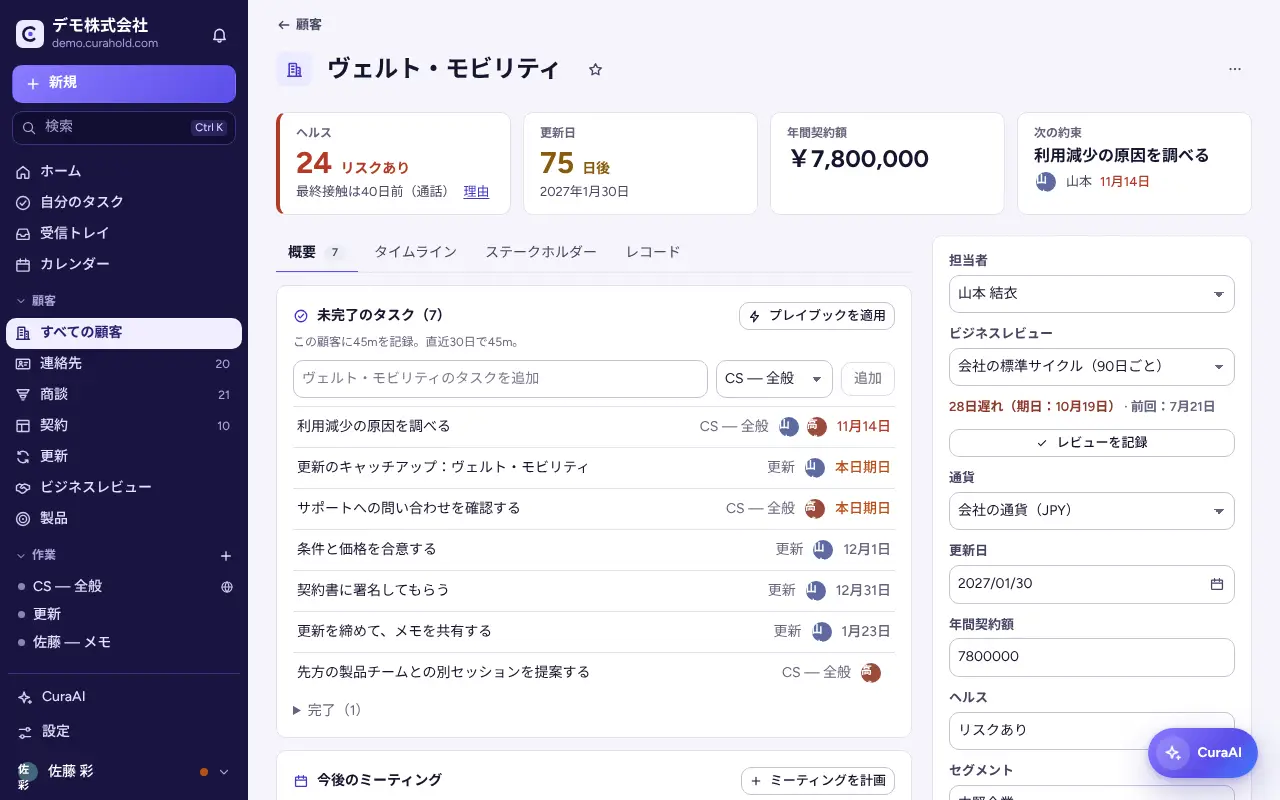 デモ株式会社
demo.curahold.com
新規
検索 Ctrl K
ホーム
自分のタスク
受信トレイ
カレンダー
顧客
すべての顧客
連絡先 20
商談 21
契約 10
更新
ビジネスレビュー
製品
作業
CS — 全般
更新
佐藤 — メモ
CuraAI
設定
佐彩 佐藤 彩
← 顧客
ヴェルト・モビリティ
ヘルス
24 リスクあり
最終接触は40日前（通話） 理由
更新日
75 日後
2027年1月30日
年間契約額
￥7,800,000
次の約束
利用減少の原因を調べる
山 山本 11月14日
概要 7 タイムライン ステークホルダー レコード
未完了のタスク（7） プレイブックを適用
この顧客に45mを記録。直近30日で45m。
ヴェルト・モビリティのタスクを追加 CS — 全般 追加
利用減少の原因を調べる CS — 全般 山 高 11月14日
更新のキャッチアップ：ヴェルト・モビリティ 更新 山 本日期日
サポートへの問い合わせを確認する CS — 全般 高 本日期日
条件と価格を合意する 更新 山 12月1日
契約書に署名してもらう 更新 山 12月31日
更新を締めて、メモを共有する 更新 山 1月23日
先方の製品チームとの別セッションを提案する CS — 全般 高
完了（1）
今後のミーティング ミーティングを計画
担当者
山本 結衣
ビジネスレビュー
会社の標準サイクル（90日ごと）
28日遅れ（期日：10月19日） · 前回：7月21日
レビューを記録
通貨
会社の通貨（JPY）
更新日
2027/01/30
年間契約額
7800000
ヘルス
リスクあり
セグメント
CuraAI